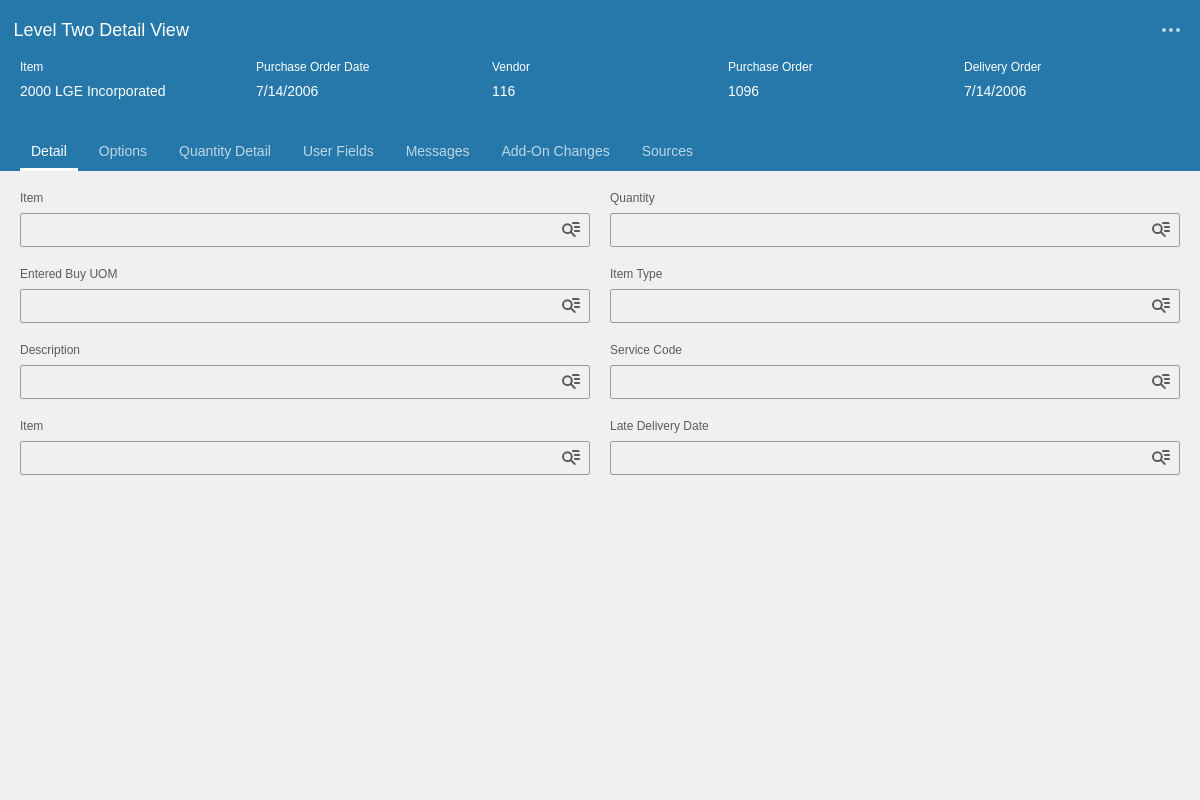 Level Two Detail View
Item Purchase Order Date Vendor Purchase Order Delivery Order
2000 LGE Incorporated 7/14/2006 116 1096 7/14/2006
Detail Options Quantity Detail User Fields Messages Add-On Changes Sources
Item Quantity
Entered Buy UOM Item Type
Description Service Code
Item Late Delivery Date